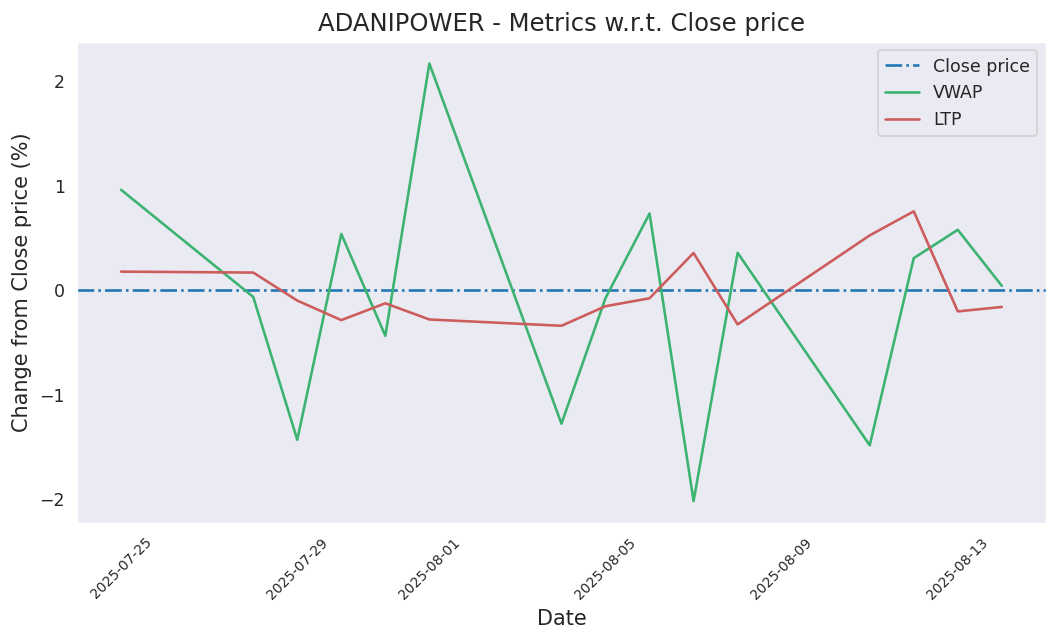 ADANIPOWER - Metrics w.r.t. Close price
Close price
VWAP
LTP
Change from Close price (%)
2
1
0
−1
−2
2025-07-25
2025-07-29
2025-08-01
2025-08-05
2025-08-09
2025-08-13
Date